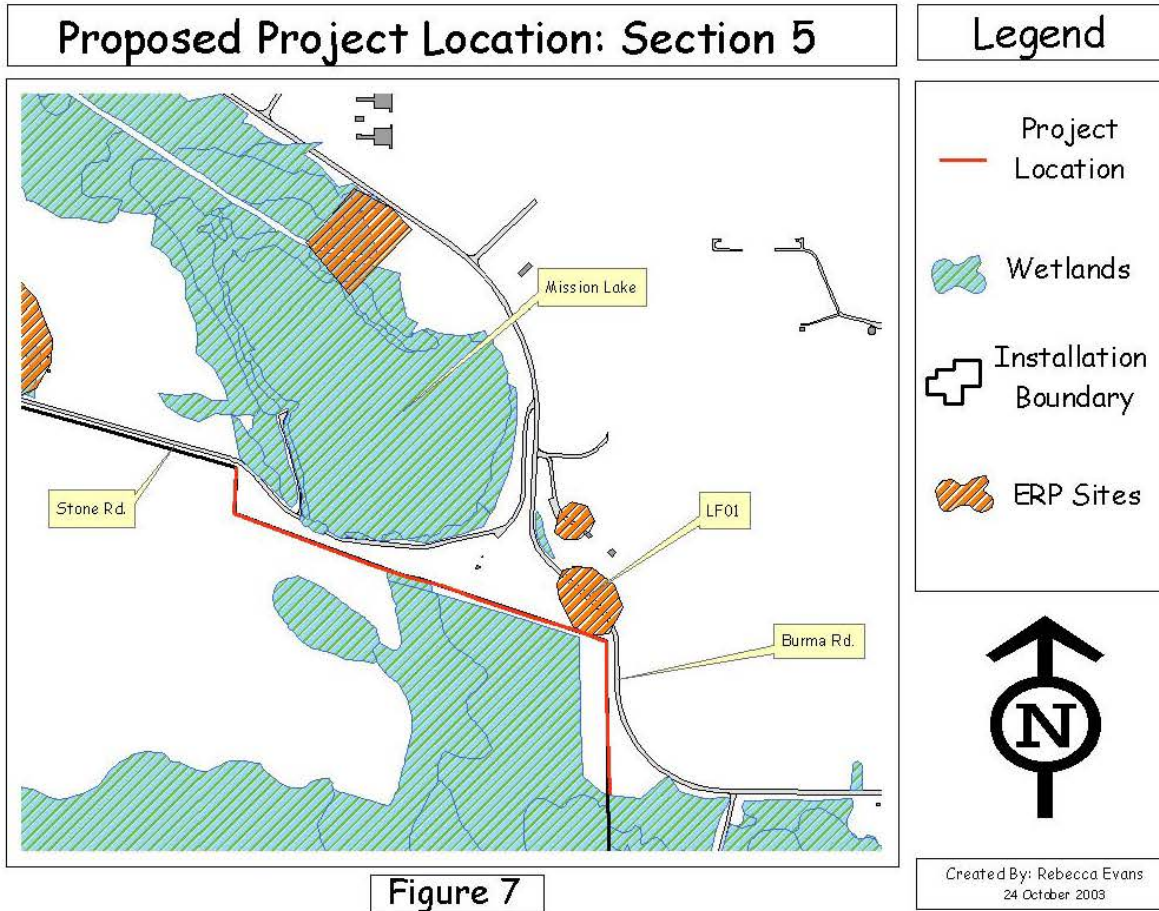 Proposed Project Location: Section 5
Legend
Project
Location
Wetlands
Installation
Boundary
ERP Sites
Mission Lake
Stone Rd.
LF01
Burma Rd.
N
Figure 7
Created By: Rebecca Evans
24 October 2003